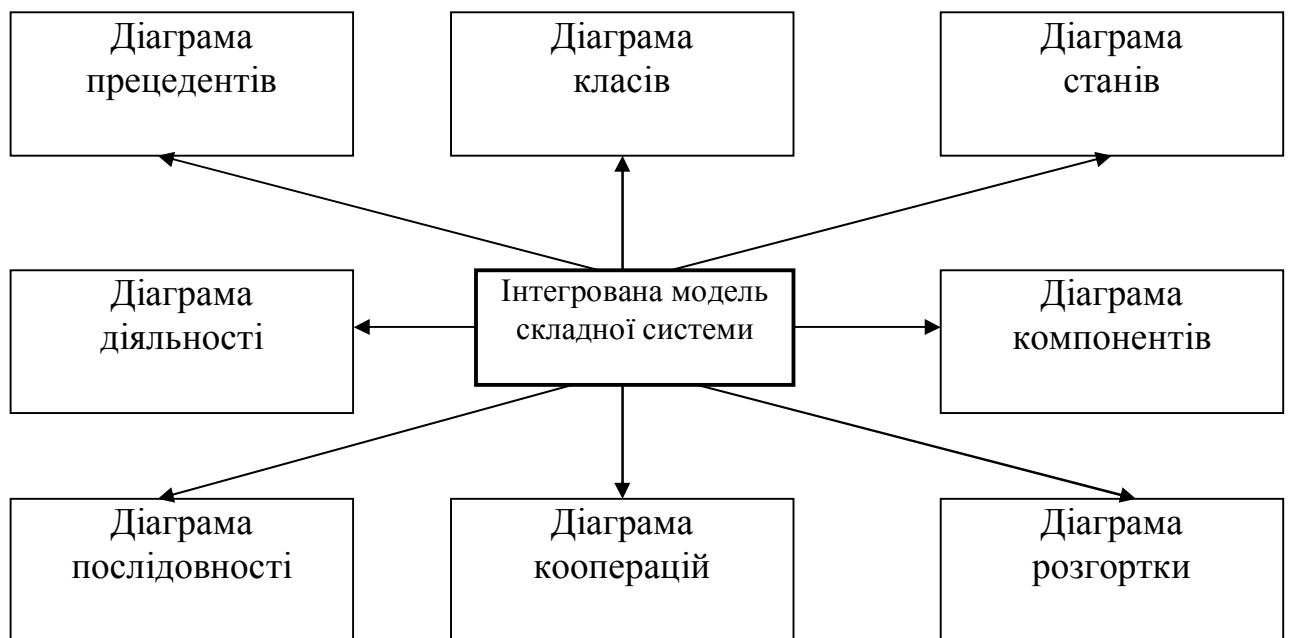 Діаграма
прецедентів
Діаграма
класів
Діаграма
станів
Діаграма
діяльності
Інтегрована модель
складної системи
Діаграма
компонентів
Діаграма
послідовності
Діаграма
кооперацій
Діаграма
розгортки